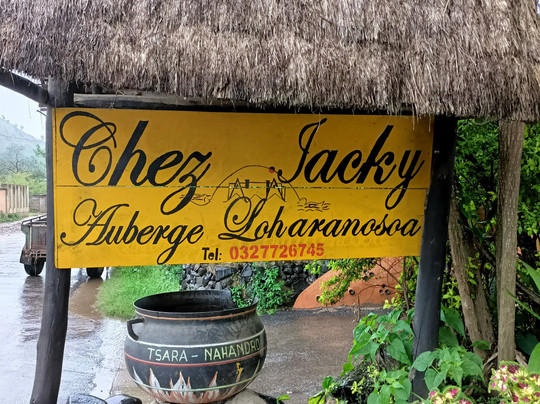 Chez Jacky
Auberge Loharanosoa
Tel: 0327726745
TSARA - NAHANDRO